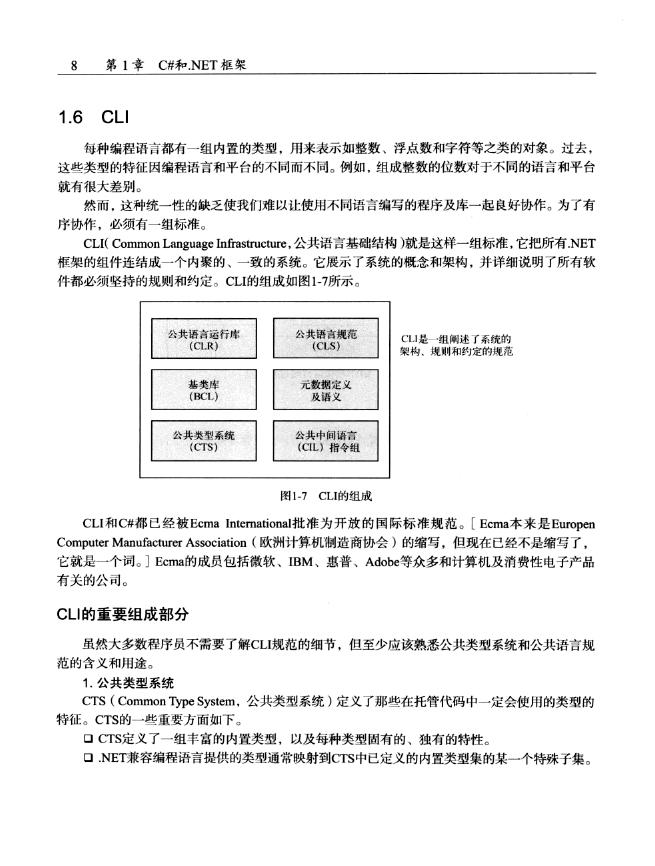 8 第1章 C#和.NET框架
1.6 CLI
每种编程语言都有一组内置的类型，用来表示如整数、浮点数和字符等之类的对象。过去，
这些类型的特征因编程语言和平台的不同而不同。例如，组成整数的位数对于不同的语言和平台
就有很大差别。
然而，这种统一性的缺乏使我们难以让使用不同语言编写的程序及库一起良好协作。为了有
序协作，必须有一组标准。
CLI（Common Language Infrastructure，公共语言基础结构）就是这样一组标准，它把所有.NET
框架的组件连结成一个内聚的、一致的系统。它展示了系统的概念和架构，并详细说明了所有软
件都必须坚持的规则和约定。CLI的组成如图1-7所示。
公共语言运行库
（CLR）
公共语言规范
（CLS）
CLI是一组阐述了系统的
架构、规则和约定的规范
基类库
（BCL）
元数据定义
及语义
公共类型系统
（CTS）
公共中间语言
（CIL）指令组
图1-7 CLI的组成
CLI和C#都已经被Ecma International批准为开放的国际标准规范。[ Ecma本来是Europen
Computer Manufacturer Association（欧洲计算机制造商协会）的缩写，但现在已经不是缩写了，
它就是一个词。] Ecma的成员包括微软、IBM、惠普、Adobe等众多和计算机及消费性电子产品
有关的公司。
CLI的重要组成部分
虽然大多数程序员不需要了解CLI规范的细节，但至少应该熟悉公共类型系统和公共语言规
范的含义和用途。
1. 公共类型系统
CTS（Common Type System，公共类型系统）定义了那些在托管代码中一定会使用的类型的
特征。CTS的一些重要方面如下。
❑ CTS定义了一组丰富的内置类型，以及每种类型固有的、独有的特性。
❑ .NET兼容编程语言提供的类型通常映射到CTS中已定义的内置类型集的某一个特殊子集。